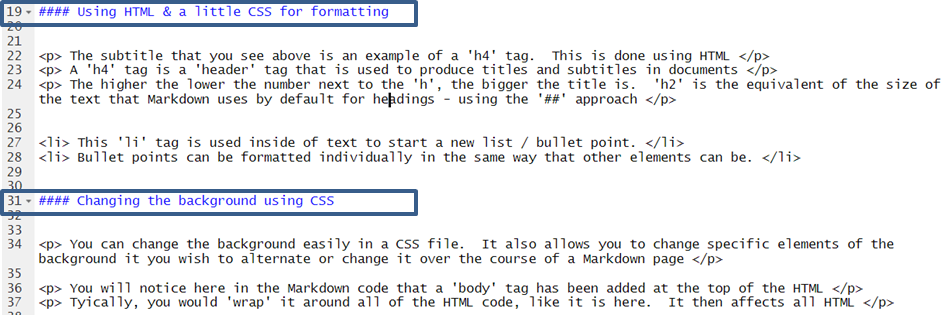 19 #### Using HTML & a little CSS for formatting
20
21
22 <p> The subtitle that you see above is an example of a 'h4' tag.  This is done using HTML </p>
23 <p> A 'h4' tag is a 'header' tag that is used to produce titles and subtitles in documents </p>
24 <p> The higher the lower the number next to the 'h', the bigger the title is.  'h2' is the equivalent of the size of
the text that Markdown uses by default for headings - using the '##' approach </p>
25
26
27 <li> This 'li' tag is used inside of text to start a new list / bullet point. </li>
28 <li> Bullet points can be formatted individually in the same way that other elements can be. </li>
29
30
31 #### Changing the background using CSS
32
33
34 <p> You can change the background easily in a CSS file.  It also allows you to change specific elements of the
background it you wish to alternate or change it over the course of a Markdown page </p>
35
36 <p> You will notice here in the Markdown code that a 'body' tag has been added at the top of the HTML </p>
37 <p> Tyically, you would 'wrap' it around all of the HTML code, like it is here.  It then affects all HTML </p>
38